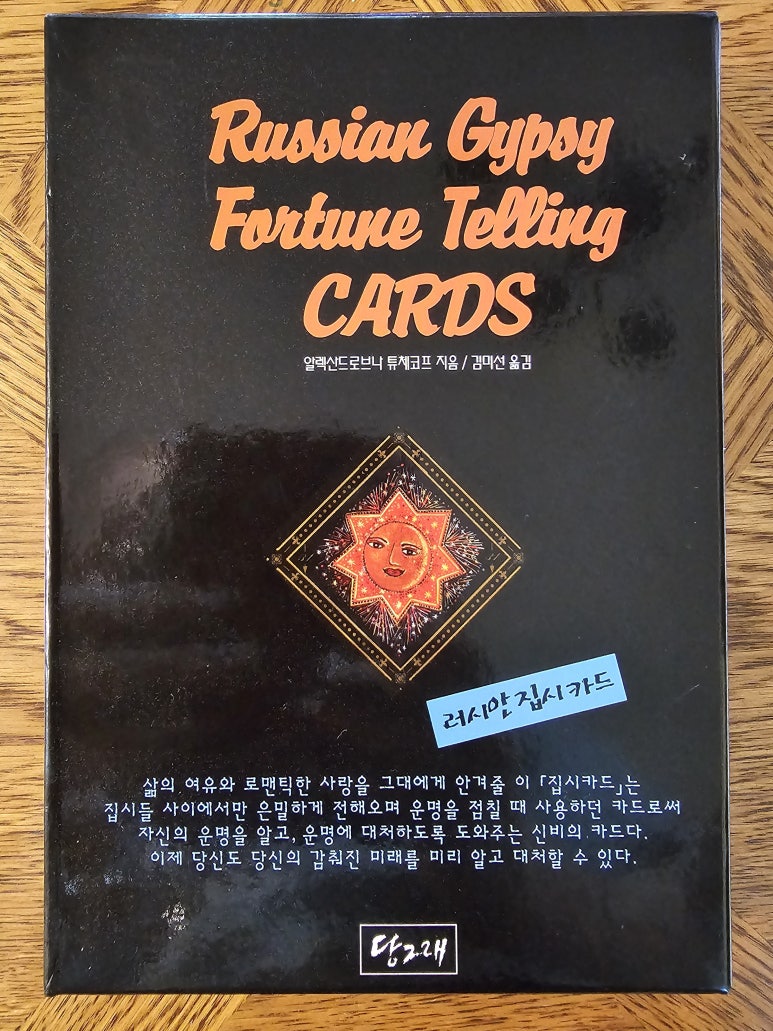 Russian Gypsy
Fortune Telling
CARDS
알렉산드로브나 튜체코프 지음 / 김미선 옮김
러시안 집시카드
삶의 여유와 로맨틱한 사랑을 그대에게 안겨줄 이 「집시카드」는
집시들 사이에서만 은밀하게 전해오며 운명을 점칠 때 사용하던 카드로써
자신의 운명을 알고, 운명에 대처하도록 도와주는 신비의 카드다.
이제 당신도 당신의 감춰진 미래를 미리 알고 대처할 수 있다.
당그래